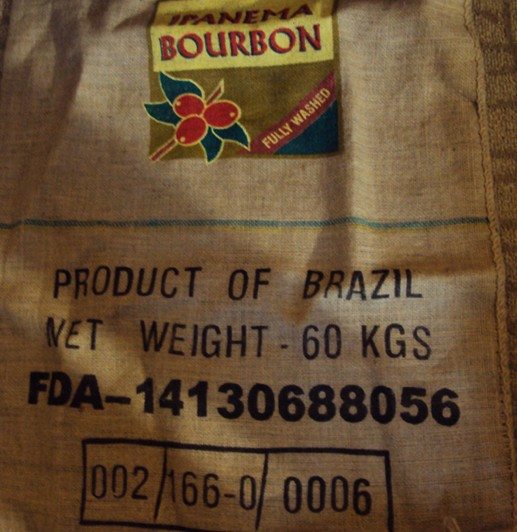 IPANEMA
BOURBON
FULLY WASHED
PRODUCT OF BRAZIL
NET WEIGHT - 60 KGS
FDA-14130688056
002/166-0/0006